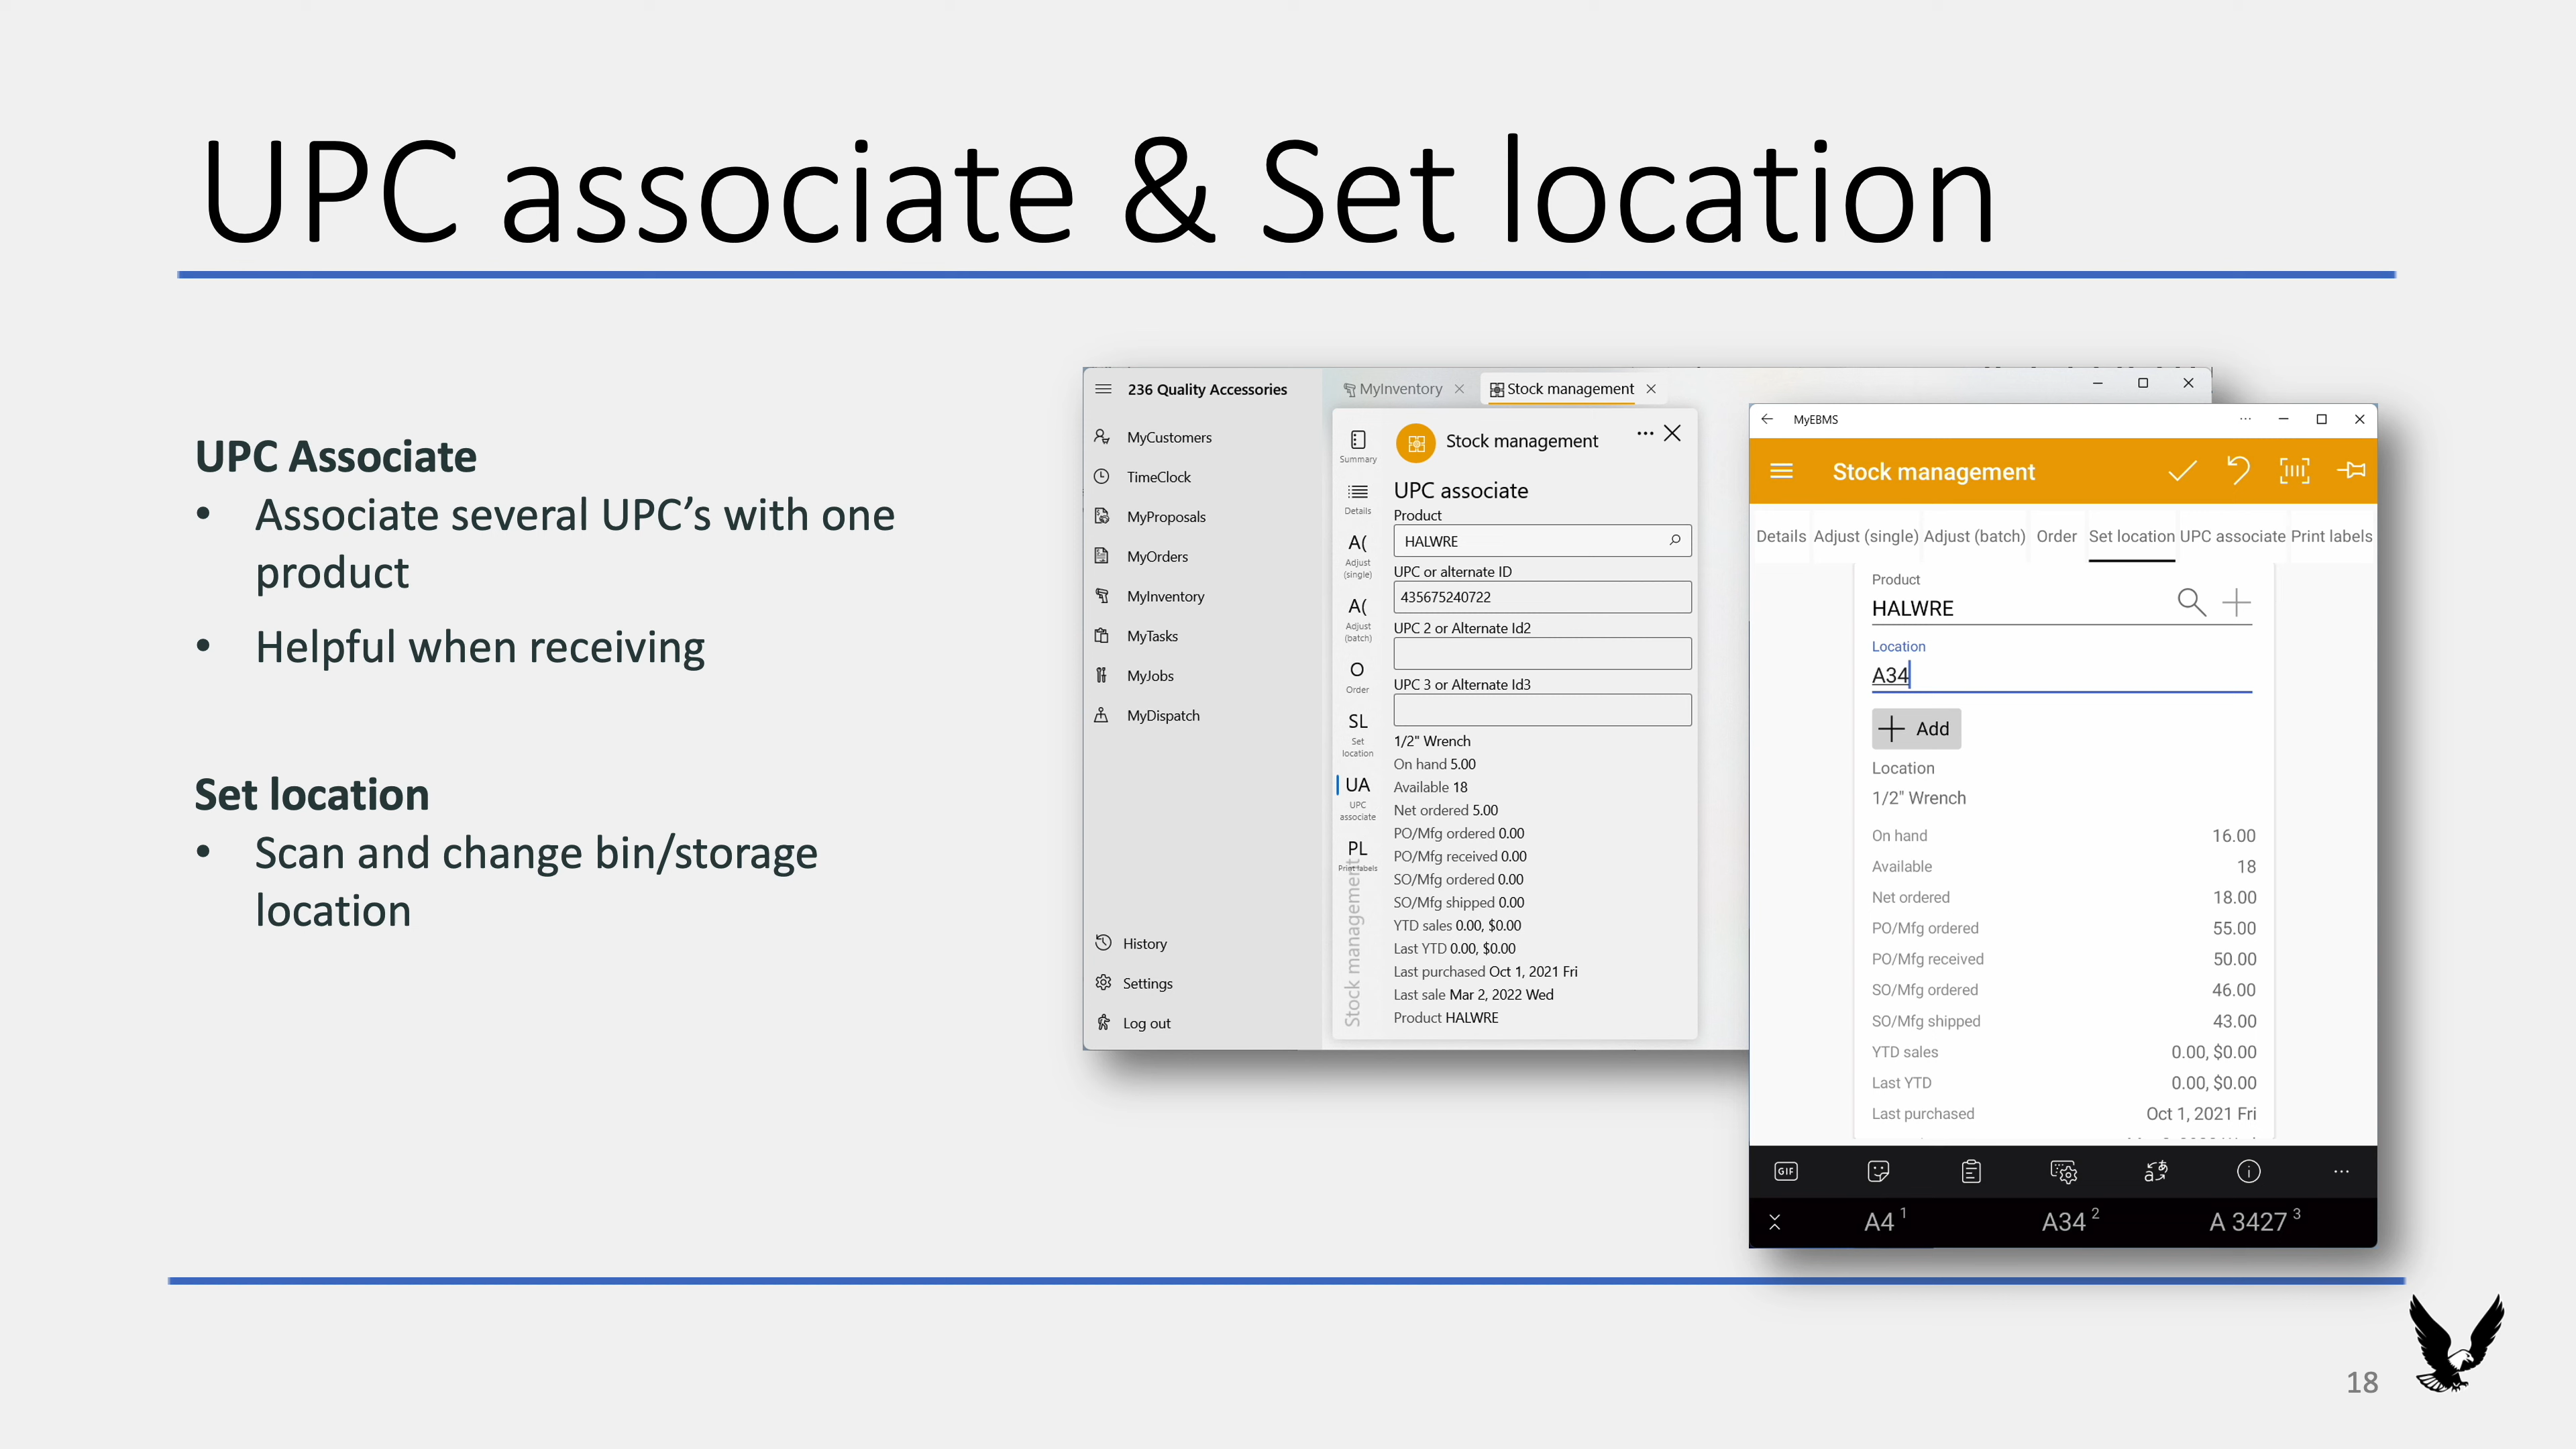 UPC associate & Set location
UPC Associate
• Associate several UPC’s with one
product
• Helpful when receiving
Set location
• Scan and change bin/storage
location
236 Quality Accessories
MyCustomers
TimeClock
MyProposals
MyOrders
MyInventory
MyTasks
MyJobs
MyDispatch
History
Settings
Log out
MyInventory
Stock management
Summary
Details
A(
Adjust
(single)
A(
Adjust
(batch)
O
Order
SL
Set
location
UA
UPC
associate
PL
Print labels
Stock management
Stock management
UPC associate
Product
HALWRE
UPC or alternate ID
435675240722
UPC 2 or Alternate Id2
UPC 3 or Alternate Id3
1/2" Wrench
On hand 5.00
Available 18
Net ordered 5.00
PO/Mfg ordered 0.00
PO/Mfg received 0.00
SO/Mfg ordered 0.00
SO/Mfg shipped 0.00
YTD sales 0.00, $0.00
Last YTD 0.00, $0.00
Last purchased Oct 1, 2021 Fri
Last sale Mar 2, 2022 Wed
Product HALWRE
MyEBMS
Stock management
Details Adjust (single) Adjust (batch) Order Set location UPC associate Print labels
Product
HALWRE
Location
A34
Add
Location
1/2" Wrench
On hand 16.00
Available 18
Net ordered 18.00
PO/Mfg ordered 55.00
PO/Mfg received 50.00
SO/Mfg ordered 46.00
SO/Mfg shipped 43.00
YTD sales 0.00, $0.00
Last YTD 0.00, $0.00
Last purchased Oct 1, 2021 Fri
GIF
A4 1 A34 2 A 3427 3
18